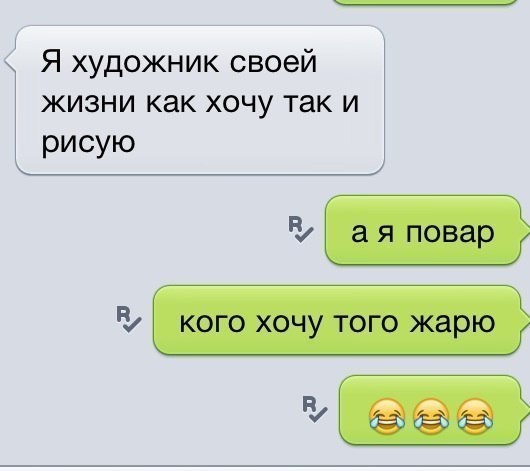 Я художник своей
жизни как хочу так и
рисую
R а я повар
R кого хочу того жарю
R 😂😂😂